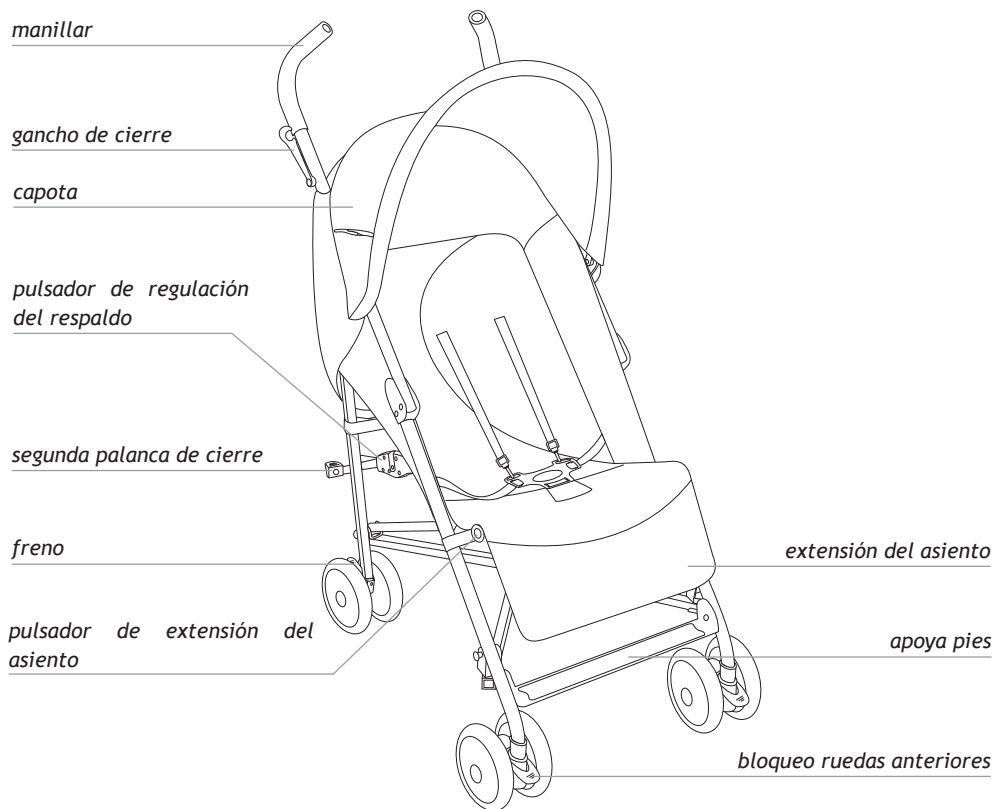 manillar
gancho de cierre
capota
pulsador de regulación
del respaldo
segunda palanca de cierre
freno
pulsador de extensión del
asiento
extensión del asiento
apoya pies
bloqueo ruedas anteriores